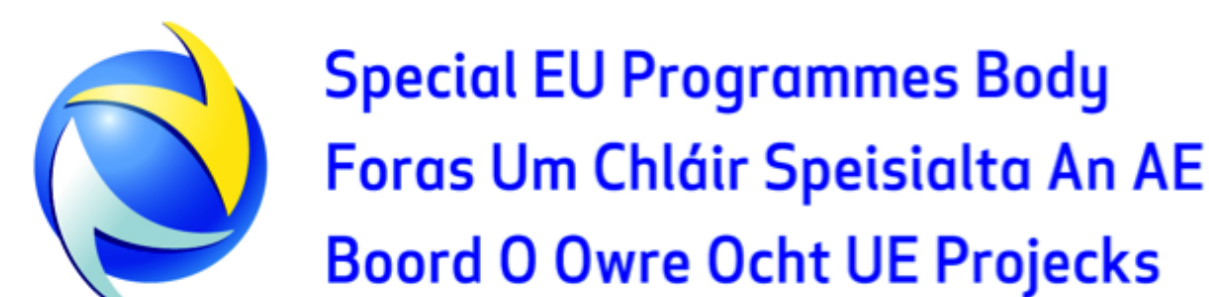 Special EU Programmes Body
Foras Um Chláir Speisialta An AE
Boord O Owre Ocht UE Projecks